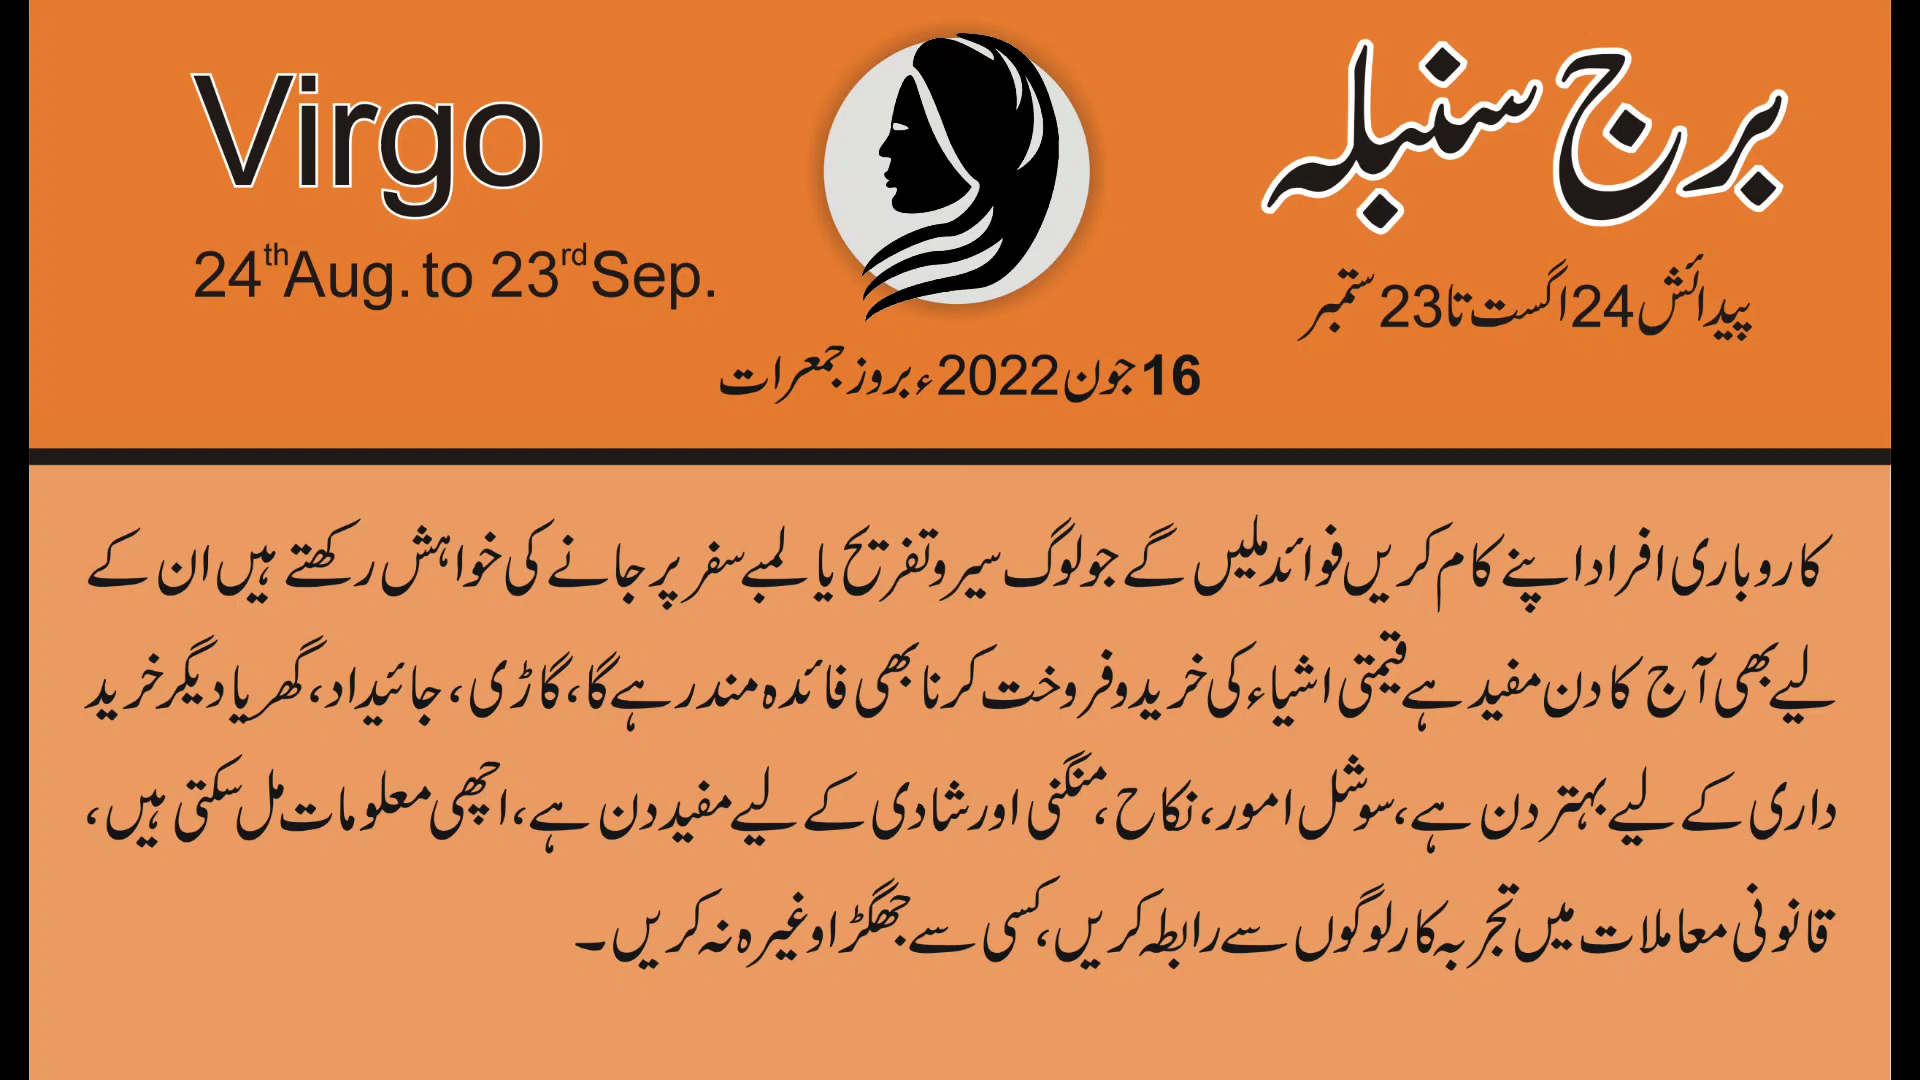 Virgo
برج سنبلہ
24th Aug. to 23rd Sep.
پیدائش 24 اگست تا 23 ستمبر
16 جون 2022ء بروز جمعرات
کاروباری افراد اپنے کام کریں فوائد ملیں گے جو لوگ سیر و تفریح یا لمبے سفر پر جانے کی خواہش رکھتے ہیں ان کے
لیے بھی آج کا دن مفید ہے قیمتی اشیاء کی خرید و فروخت کرنا بھی فائدہ مند رہے گا، گاڑی، جائیداد، گھر یا دیگر خرید
داری کے لیے بہتر دن ہے، سوشل امور، نکاح، منگنی اور شادی کے لیے مفید دن ہے، اچھی معلومات مل سکتی ہیں،
قانونی معاملات میں تجربہ کار لوگوں سے رابطہ کریں، کسی سے جھگڑا وغیرہ نہ کریں۔